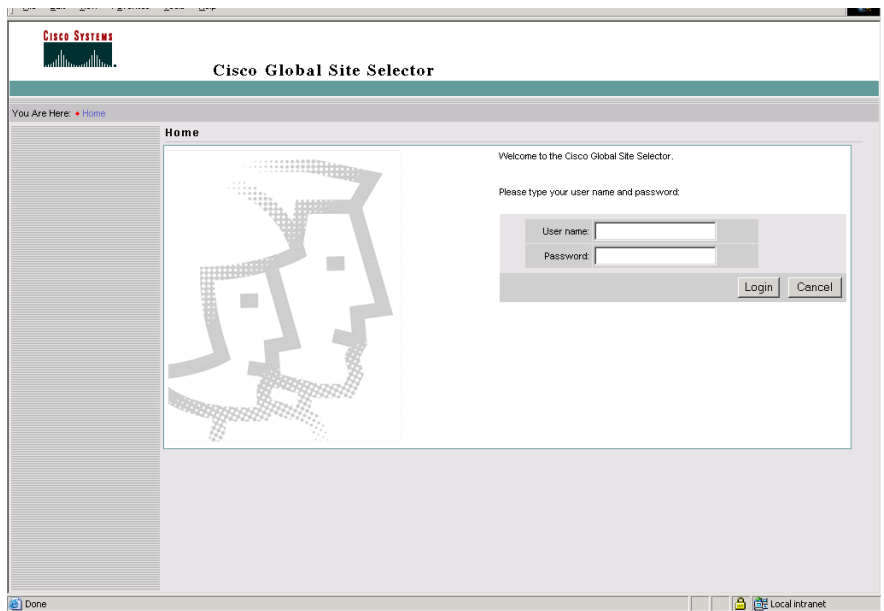 CISCO SYSTEMS
Cisco Global Site Selector
You Are Here: Home
Home
Welcome to the Cisco Global Site Selector.
Please type your user name and password:
User name:
Password:
Login Cancel
Done
Local intranet